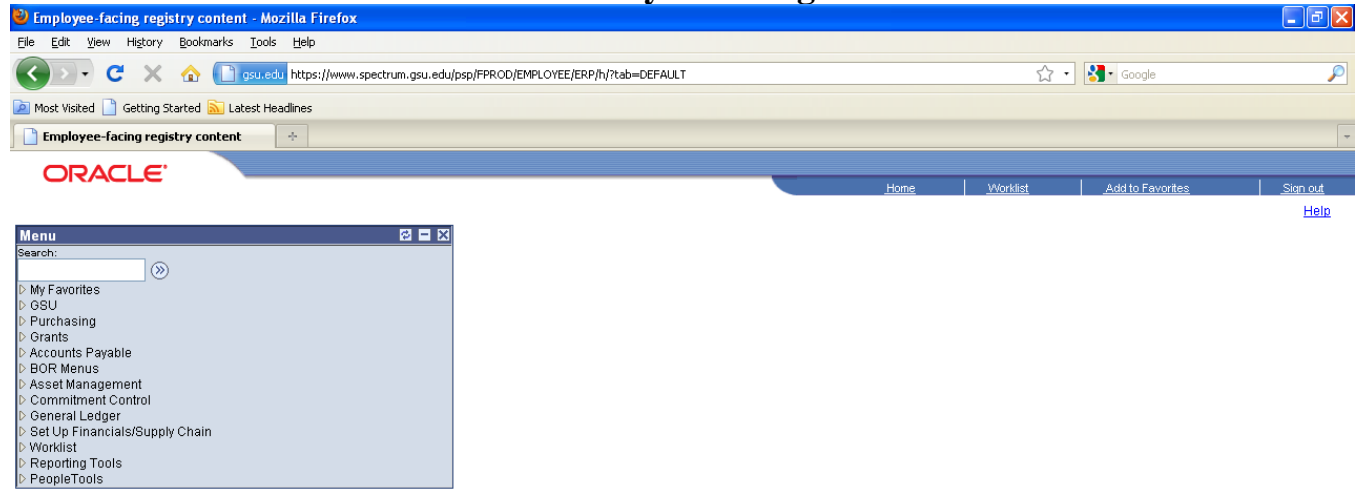 Employee-facing registry content - Mozilla Firefox
File Edit View History Bookmarks Tools Help
gsu.edu https://www.spectrum.gsu.edu/psp/FPROD/EMPLOYEE/ERP/h/?tab=DEFAULT Google
Most Visited Getting Started Latest Headlines
Employee-facing registry content
ORACLE
Home Worklist Add to Favorites Sign out
Help
Menu
Search:
My Favorites
GSU
Purchasing
Grants
Accounts Payable
BOR Menus
Asset Management
Commitment Control
General Ledger
Set Up Financials/Supply Chain
Worklist
Reporting Tools
PeopleTools